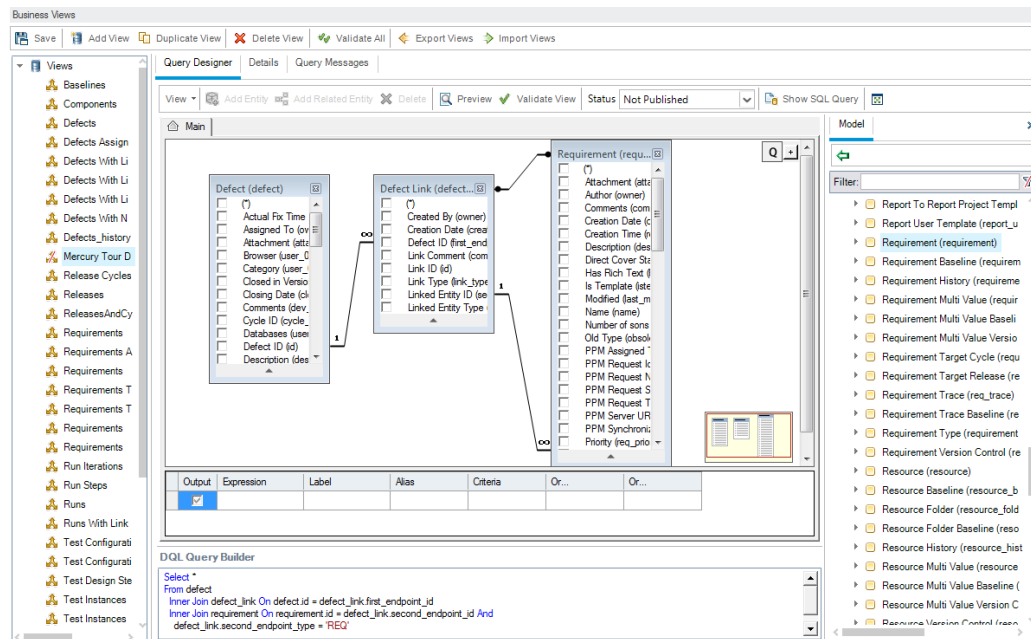 Business Views
Save Add View Duplicate View Delete View Validate All Export Views Import Views
Views
Baselines
Components
Defects
Defects Assign
Defects With Li
Defects With Li
Defects With Li
Defects With N
Defects_history
Mercury Tour D
Release Cycles
Releases
ReleasesAndCy
Requirements
Requirements A
Requirements
Requirements T
Requirements T
Requirements
Requirements
Run Iterations
Run Steps
Runs
Runs With Link
Test Configurati
Test Configurati
Test Design Ste
Test Instances
Test Instances
Query Designer Details Query Messages
View Add Entity Add Related Entity Delete Preview Validate View Status Not Published Show SQL Query
Main
Defect (defect)
(*)
Actual Fix Time
Assigned To (ow
Attachment (atta
Browser (user_0
Category (user_
Closed in Versio
Closing Date (clo
Comments (dev_
Cycle ID (cycle_
Databases (user
Defect ID (id)
Description (des
1
∞
Defect Link (defect...
(*)
Created By (owner)
Creation Date (crea
Defect ID (first_end
Link Comment (com
Link ID (id)
Link Type (link_type
Linked Entity ID (se
Linked Entity Type (
1
∞
Requirement (requ...
(*)
Attachment (atta
Author (owner)
Comments (com
Creation Date (
Creation Time (r
Description (des
Direct Cover Sta
Has Rich Text (
Is Template (iste
Modified (last_m
Name (name)
Number of sons
Old Type (obsol
PPM Assigned
PPM Request Id
PPM Request N
PPM Request S
PPM Request T
PPM Server UR
PPM Synchroniz
Priority (req_prio
Q +
Output Expression Label Alias Criteria Or... Or...
DQL Query Builder
Select *
From defect
Inner Join defect_link On defect.id = defect_link.first_endpoint_id
Inner Join requirement On requirement.id = defect_link.second_endpoint_id And
defect_link.second_endpoint_type = 'REQ'
Model
Filter:
Report To Report Project Templ
Report User Template (report_u
Requirement (requirement)
Requirement Baseline (requirem
Requirement History (requireme
Requirement Multi Value (requir
Requirement Multi Value Baseli
Requirement Multi Value Versio
Requirement Target Cycle (requ
Requirement Target Release (re
Requirement Trace (req_trace)
Requirement Trace Baseline (re
Requirement Type (requirement
Requirement Version Control (re
Resource (resource)
Resource Baseline (resource_b
Resource Folder (resource_fold
Resource Folder Baseline (reso
Resource History (resource_hist
Resource Multi Value (resource
Resource Multi Value Baseline (
Resource Multi Value Version C
Resource Version Control (reso